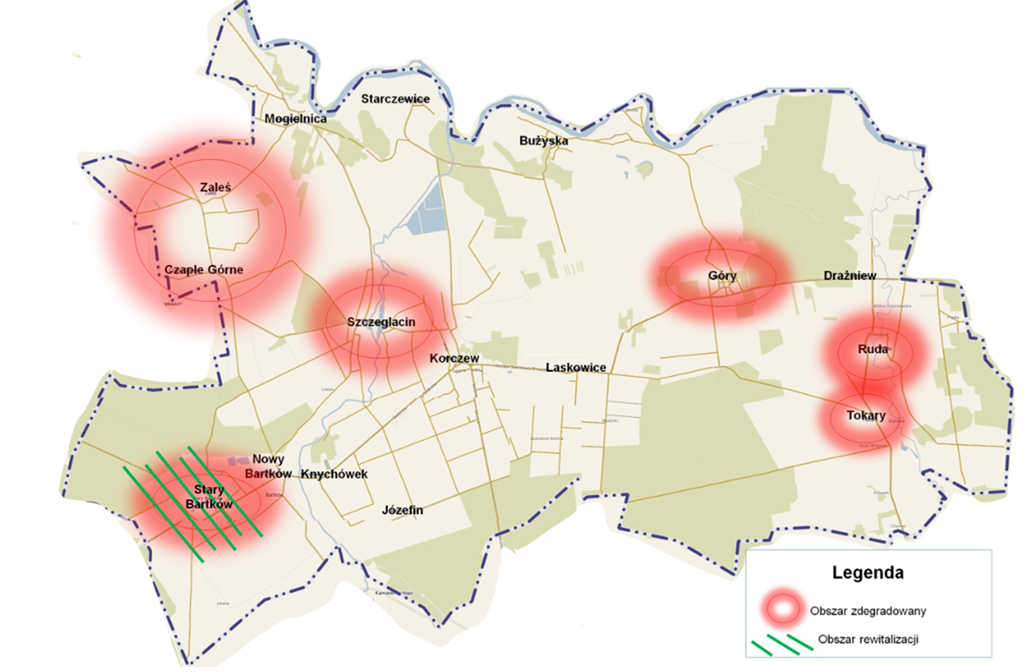 Starczewice
Mogielnica
Bużyska
Zaleś
Czaple Górne
Góry
Drażniew
Szczeglacin
Ruda
Korczew
Laskowice
Tokary
Nowy
Bartków
Knychówek
Stary
Bartków
Bartków
Józefin
Legenda
Obszar zdegradowany
Obszar rewitalizacji